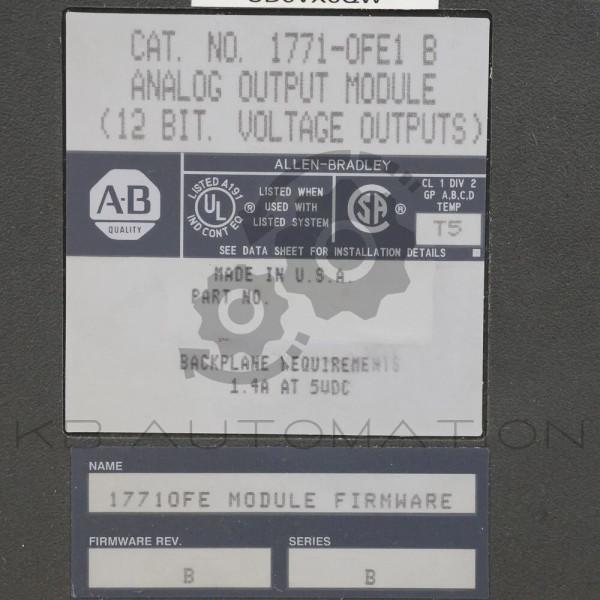 CAT. NO. 1771-OFE1 B
ANALOG OUTPUT MODULE
(12 BIT. VOLTAGE OUTPUTS)
ALLEN-BRADLEY
A-B
QUALITY
LISTED A191
UL
IND CONT EQ
®
LISTED WHEN
USED WITH
LISTED SYSTEM
SA
®
CL 1 DIV 2
GP A,B,C,D
TEMP
T5
SEE DATA SHEET FOR INSTALLATION DETAILS
MADE IN U.S.A.
PART NO.
BACKPLANE REQUIREMENTS
1.4A AT 5VDC
KB AUTOMATION
NAME
1771OFE MODULE FIRMWARE
FIRMWARE REV.
SERIES
B
B